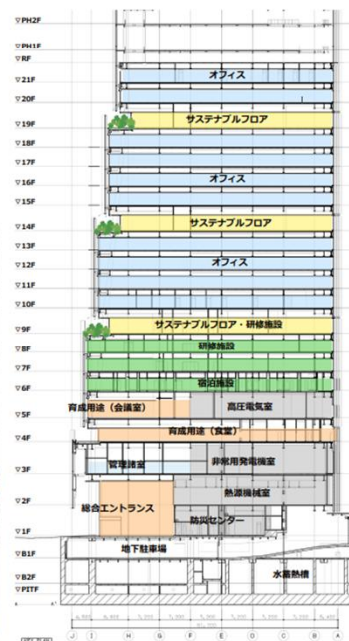 ▽PH2F
▽PH1F
▽RF
▽21F オフィス
▽20F
▽19F サステナブルフロア
▽18F
▽17F
▽16F オフィス
▽15F
▽14F サステナブルフロア
▽13F
▽12F オフィス
▽11F
▽10F
▽9F サステナブルフロア・研修施設
▽8F 研修施設
▽7F
▽6F 宿泊施設
▽5F 育成用途（会議室） 高圧電気室
▽4F 育成用途（食堂）
▽3F 管理諸室 非常用発電機室
▽2F 総合エントランス 熱源機械室
▽1F 防災センター
▽B1F 地下駐車場
▽B2F 水蓄熱槽
▽PITF
J I H G F E D C B A